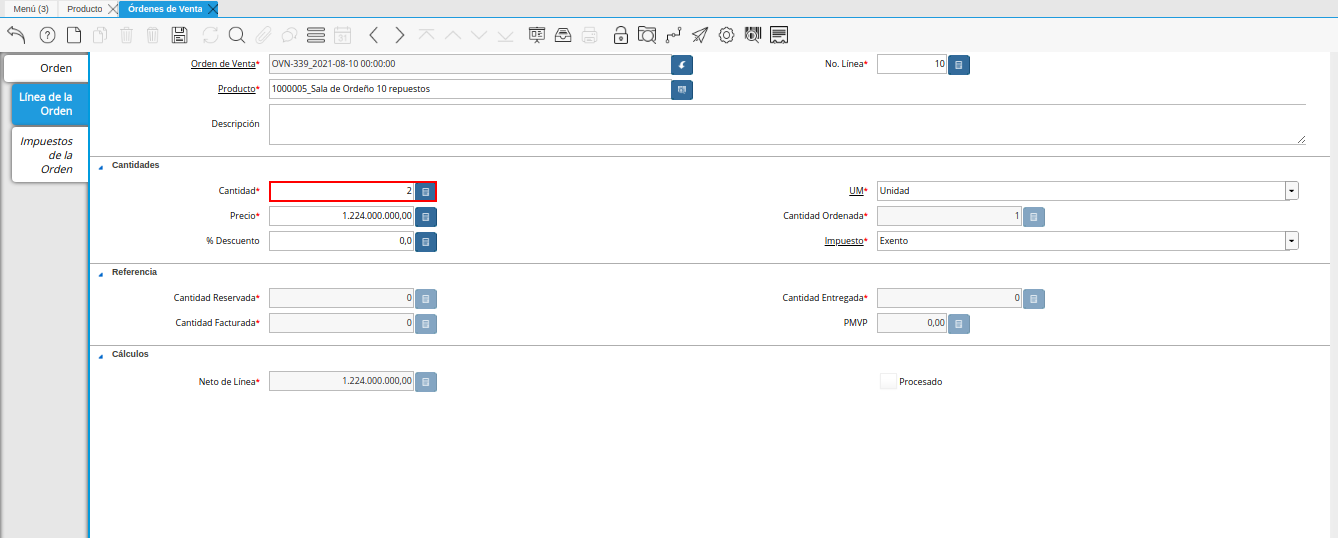 Menú (3) Producto Órdenes de Venta
31
Orden
Línea de la
Orden
Impuestos
de la
Orden
Orden de Venta* OVN-339_2021-08-10 00:00:00 No. Línea* 10
Producto* 1000005_Sala de Ordeño 10 repuestos
Descripción
Cantidades
Cantidad* 2 UM* Unidad
Precio* 1.224.000.000,00 Cantidad Ordenada* 1
% Descuento 0,0 Impuesto* Exento
Referencia
Cantidad Reservada* 0 Cantidad Entregada* 0
Cantidad Facturada* 0 PMVP 0,00
Cálculos
Neto de Línea* 1.224.000.000,00 Procesado